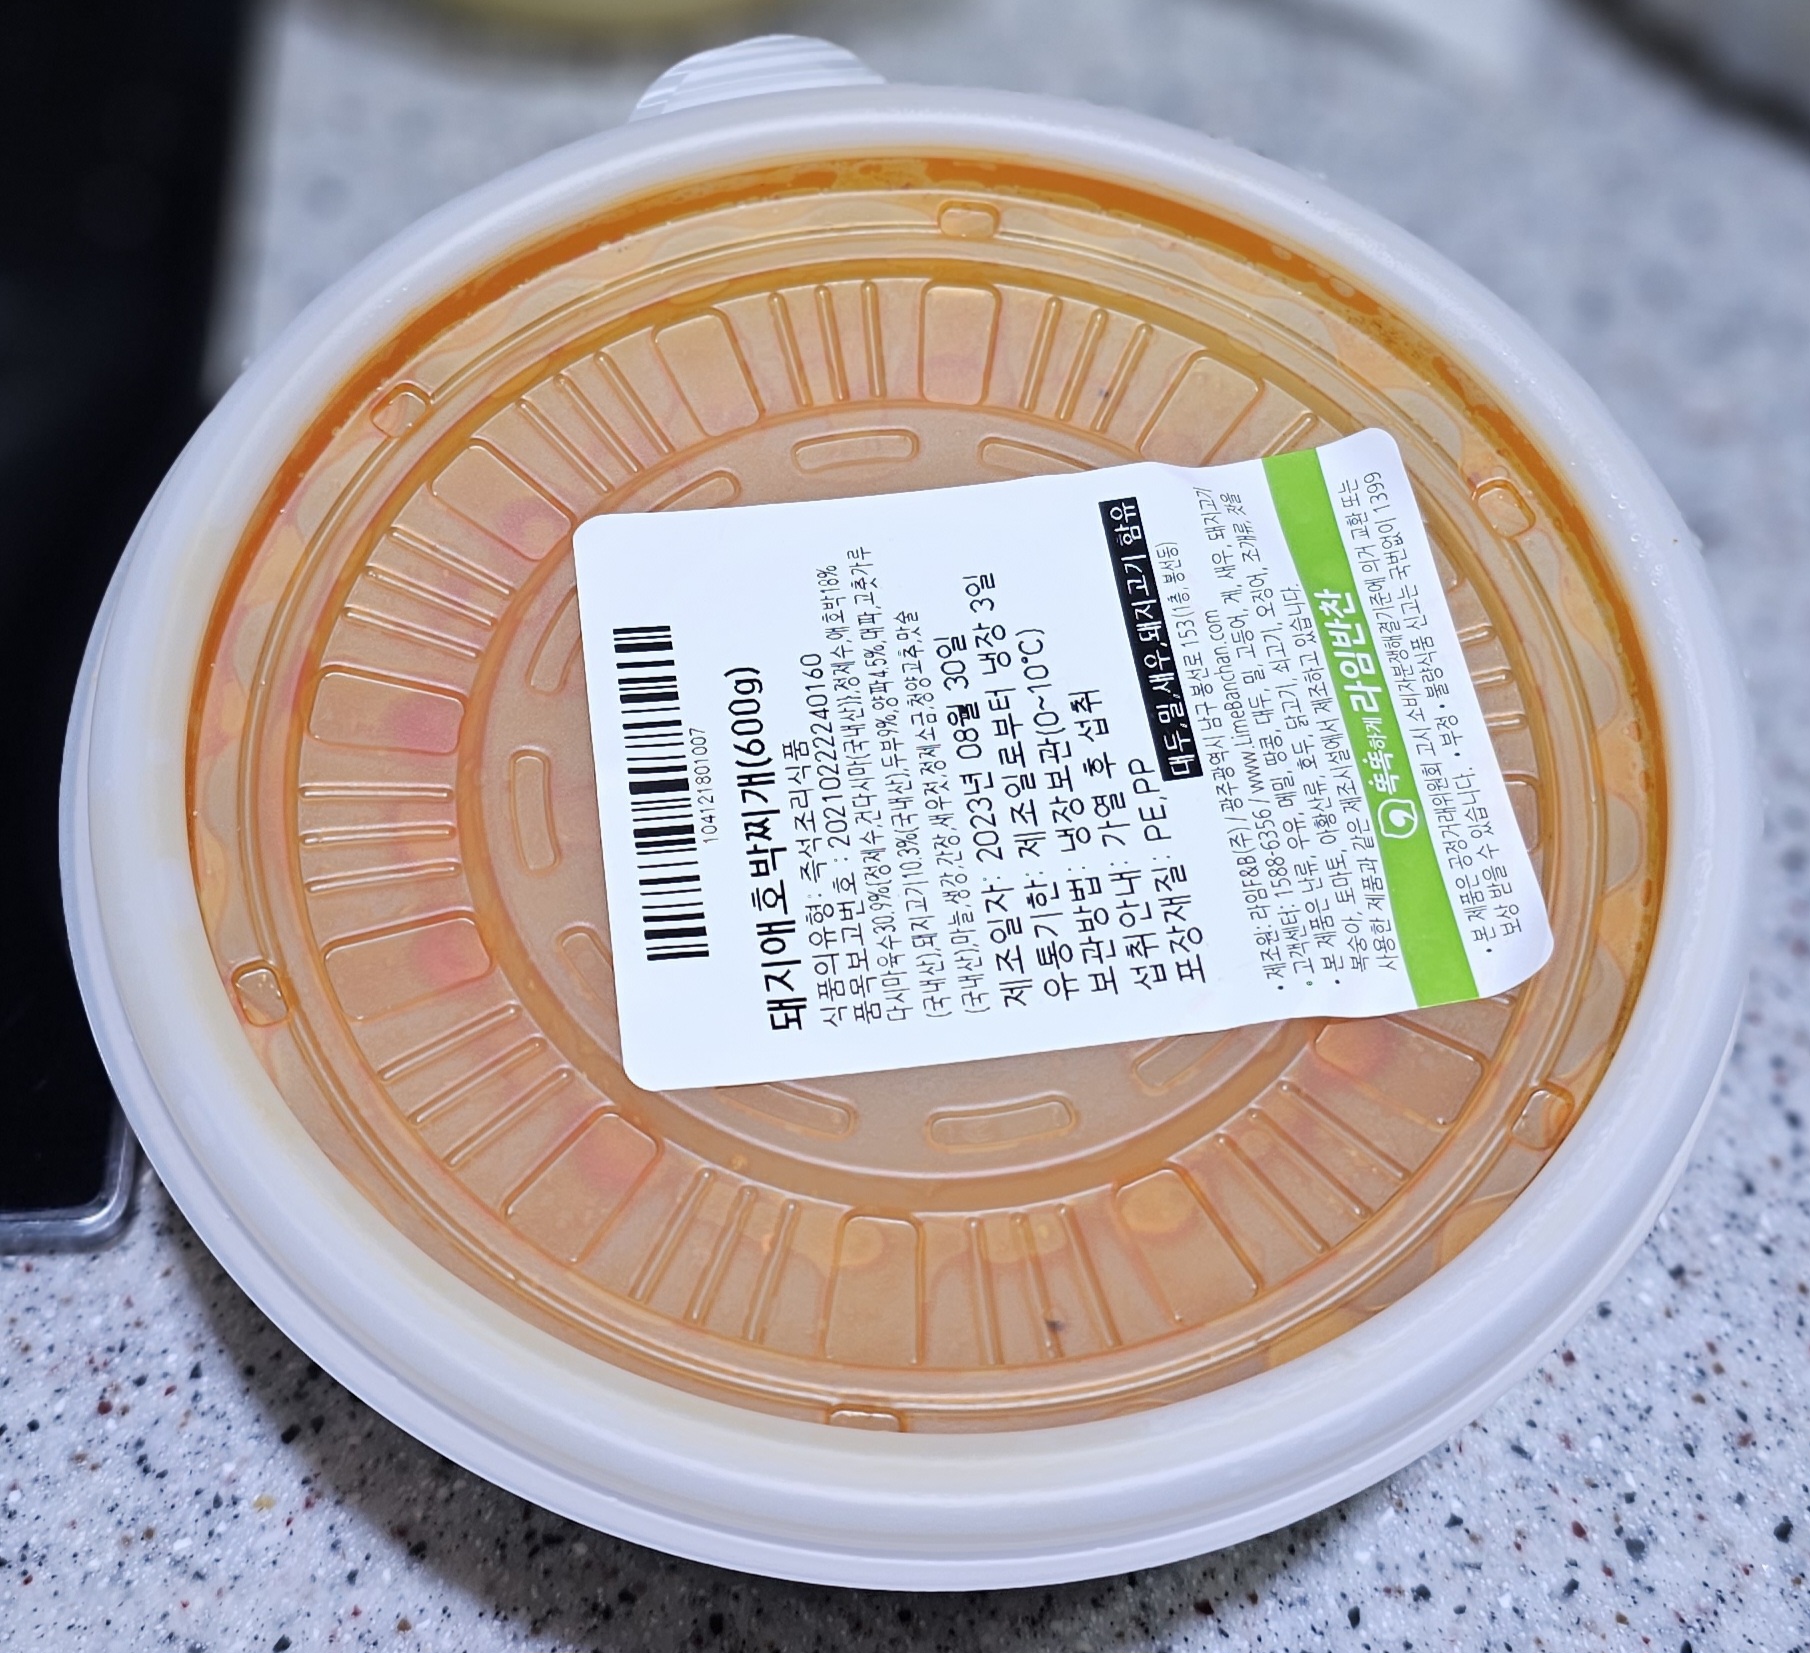 104121801007
돼지애호박찌개(600g)
식품의유형: 즉석조리식품
품목보고번호 : 20210222240160
다시마육수30.9%{정제수,건다시마(국내산)},정제수,애호박18%
(국내산),돼지고기10.3%(국내산),두부9%,양파4.5%,대파,고춧가루
(국내산),마늘,생강,간장,새우젓,정제소금,청양고추,맛술
제조일자: 2023년 08월 30일
유통기한: 제조일로부터 냉장 3일
보관방법: 냉장보관(0~10℃)
섭취안내: 가열 후 섭취
포장재질: PE,PP
대두,밀,새우,돼지고기 함유
• 제조원: 라임F&B(주) / 광주광역시 남구 봉선로 153 (1층 봉선동)
• 고객센터: 1588-6356 / www.LimeBanchan.com
• 본 제품은 난류, 우유, 메밀, 땅콩, 대두, 밀, 고등어, 게, 새우, 돼지고기
복숭아, 토마토, 아황산류, 호두, 닭고기, 쇠고기, 오징어, 조개류,잣을
사용한 제품과 같은 제조시설에서 제조하고 있습니다.
똑똑하게 라임반찬
• 본 제품은 공정거래위원회 고시 소비자분쟁해결기준에 의거 교환 또는
보상 받을 수 있습니다. • 부정 • 불량식품 신고는 국번없이 1399